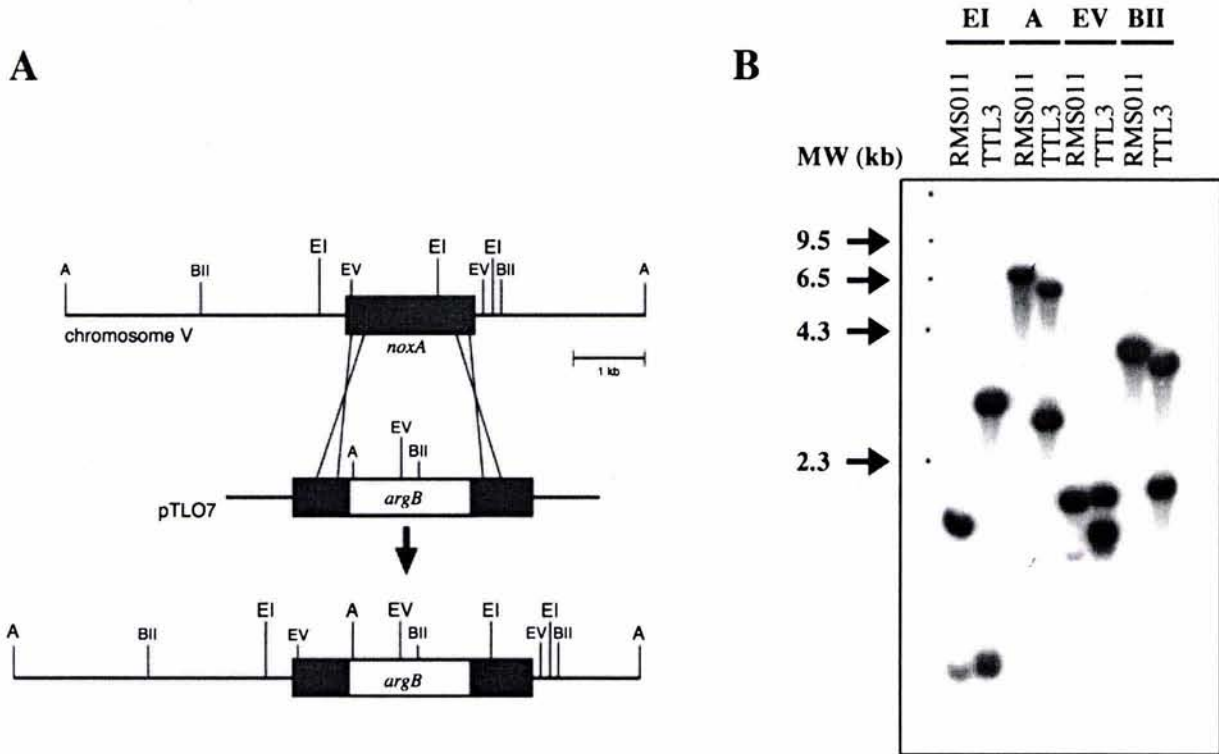 A
EI
EI
EI
A
BII
EV
EV
BII
A
chromosome V
noxA
1 kb
EV
A
BII
argB
pTLO7
EI
A
EV
EI
EI
A
BII
EV
BII
EV
BII
A
argB
B
EI A EV BII
RMS011
TTL3
RMS011
TTL3
RMS011
TTL3
RMS011
TTL3
MW (kb)
9.5
6.5
4.3
2.3